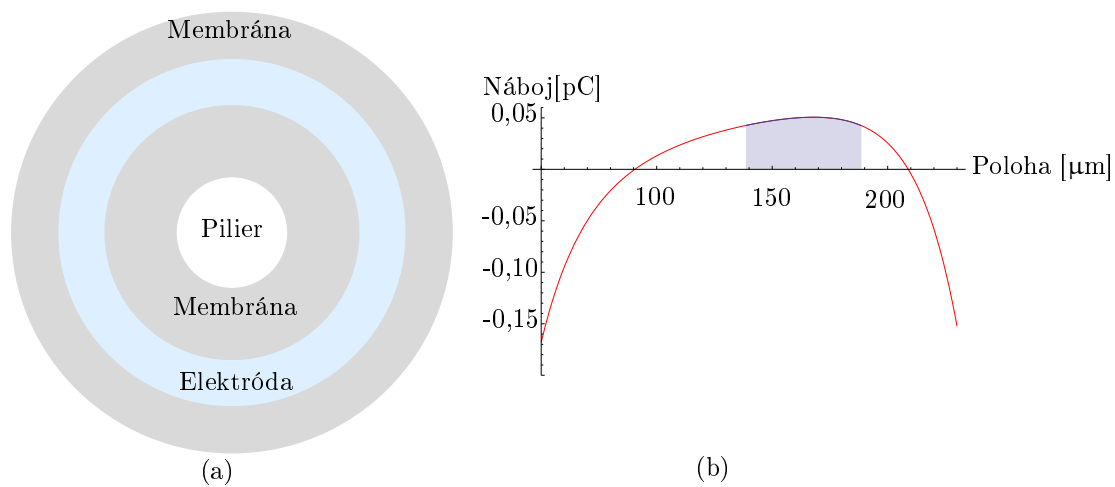 Membrána
Pilier
Membrána
Elektróda
(a)
Náboj[pC]
0,05
Poloha [μm]
100
150
200
-0,05
-0,10
-0,15
(b)